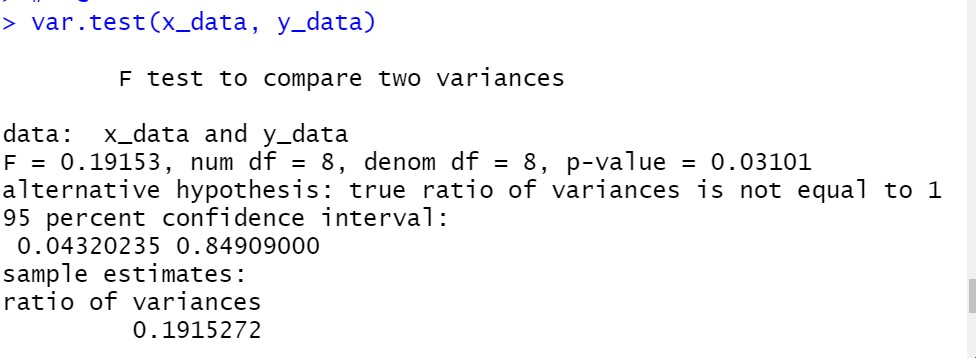 > var.test(x_data, y_data)
F test to compare two variances
data:  x_data and y_data
F = 0.19153, num df = 8, denom df = 8, p-value = 0.03101
alternative hypothesis: true ratio of variances is not equal to 1
95 percent confidence interval:
0.04320235 0.84909000
sample estimates:
ratio of variances
0.1915272